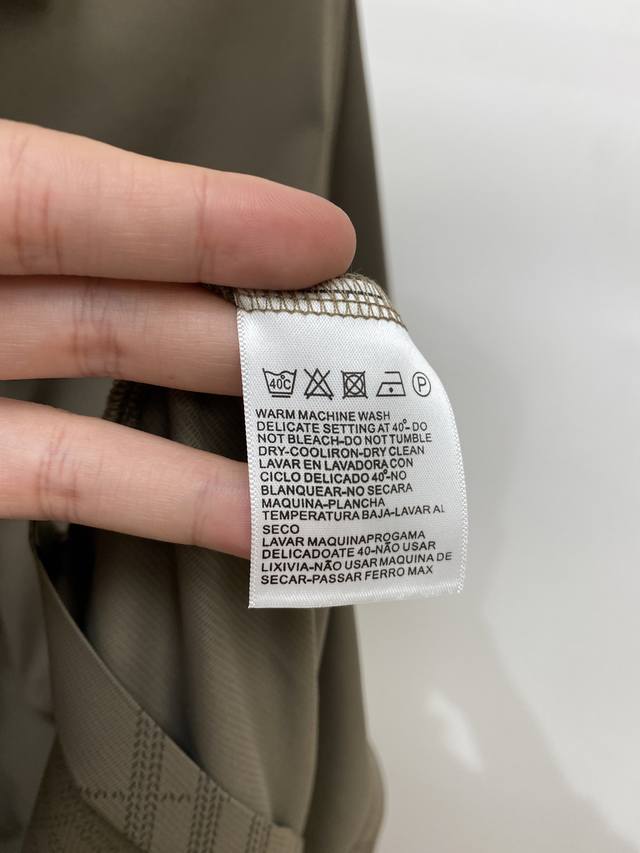 40C P
WARM MACHINE WASH
DELICATE SETTING AT 40°-DO
NOT BLEACH-DO NOT TUMBLE
DRY-COOLIRON-DRY CLEAN
LAVAR EN LAVADORA CON
CICLO DELICADO 40°-NO
BLANQUEAR-NO SECARA
MAQUINA-PLANCHA
TEMPERATURA BAJA-LAVAR AL
SECO
LAVAR MAQUINAPROGAMA
DELICADOATE 40-NÃO USAR
LIXIVIA-NÃO USAR MAQUINA DE
SECAR-PASSAR FERRO MAX